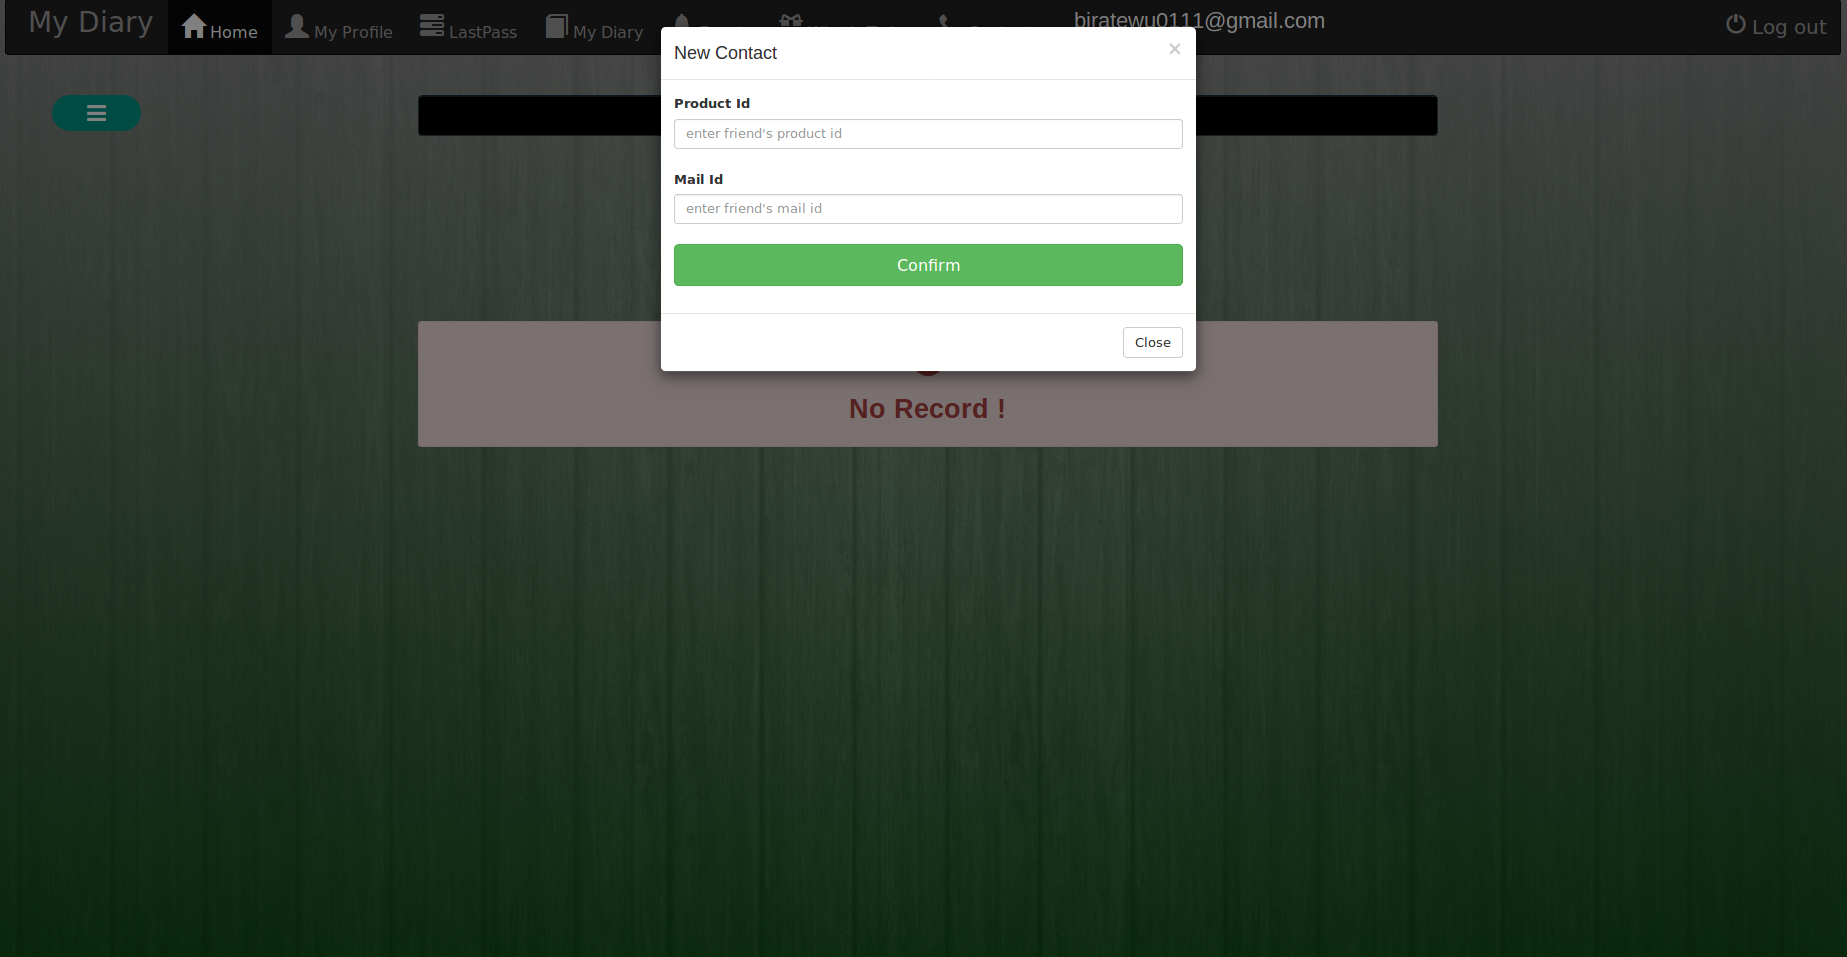 My Diary
Home
My Profile
LastPass
My Diary
biratewu0111@gmail.com
Log out
New Contact
×
Product Id
enter friend's product id
Mail Id
enter friend's mail id
Confirm
Close
No Record !